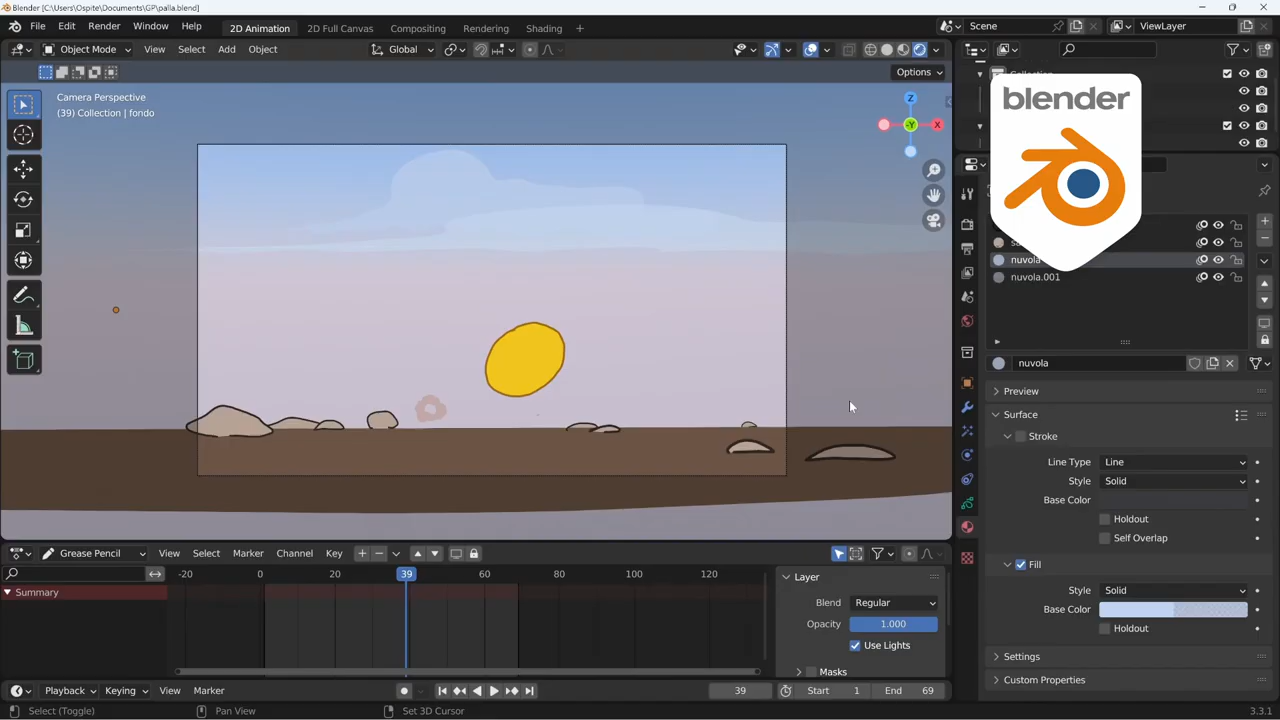 Blender [C:\Users\Ospite\Documents\GP\palla.blend]
File Edit Render Window Help 2D Animation 2D Full Canvas Compositing Rendering Shading + Scene ViewLayer
Object Mode View Select Add Object Global
Options
Camera Perspective
(39) Collection | fondo
Z
-Y X
blender
nuvola
nuvola.001
nuvola
Preview
Surface
Stroke
Line Type Line
Style Solid
Base Color
Holdout
Self Overlap
Fill
Style Solid
Base Color
Holdout
Settings
Custom Properties
Grease Pencil View Select Marker Channel Key
-20 0 20 39 60 80 100 120
Summary
Layer
Blend Regular
Opacity 1.000
Use Lights
Masks
Playback Keying View Marker 39 Start 1 End 69
Select (Toggle) Pan View Set 3D Cursor 3.3.1